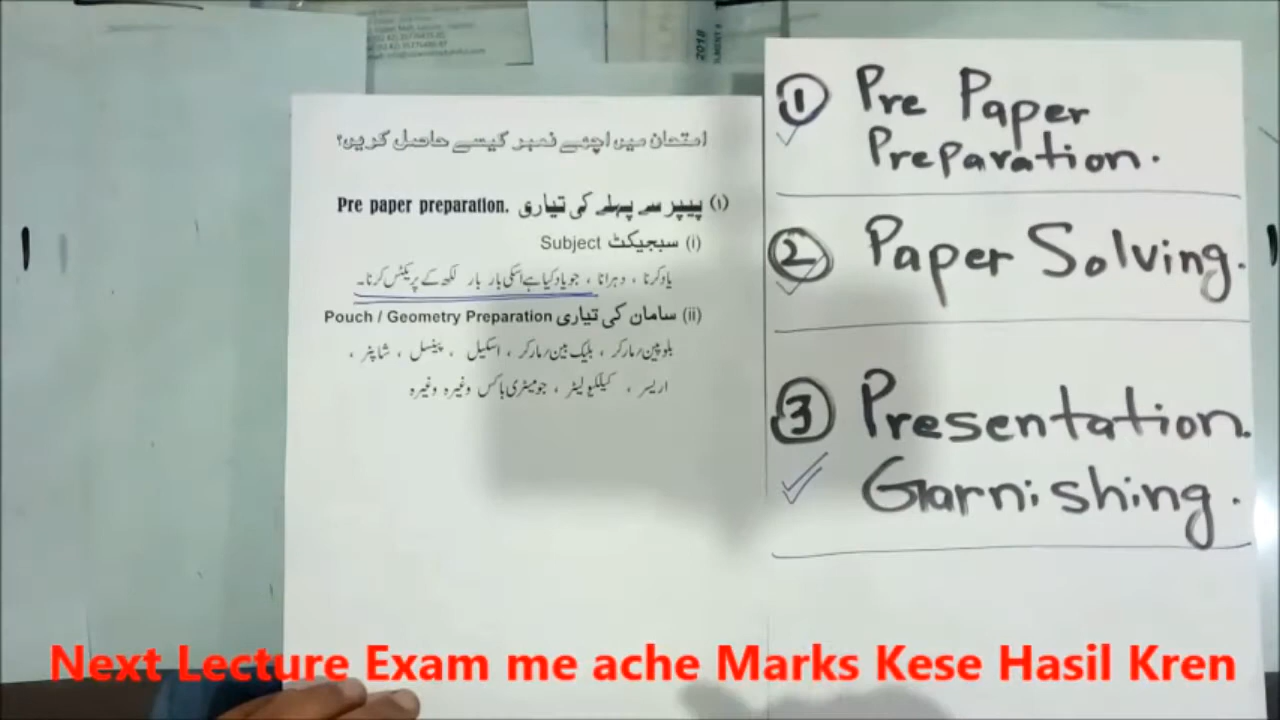 2018
امتحان میں اچھے نمبر کیسے حاصل کریں؟
(۱) پیپر سے پہلے کی تیاری .Pre paper preparation
(i) سبجیکٹ Subject
یاد کرنا ، دہرانا ، جو یاد کیا ہے اسکی بار بار لکھ کے پریکٹس کرنا۔
(ii) سامان کی تیاری Pouch / Geometry Preparation
بلو پین/مارکر ، بلیک پین/مارکر ، اسکیل ، پینسل ، شاپنر ،
اریسر ، کیلکیولیٹر ، جومیٹری باکس وغیرہ وغیرہ
1 Pre Paper
Preparation.
2 Paper Solving.
3 Presentation.
Garnishing.
Next Lecture Exam me ache Marks Kese Hasil Kren